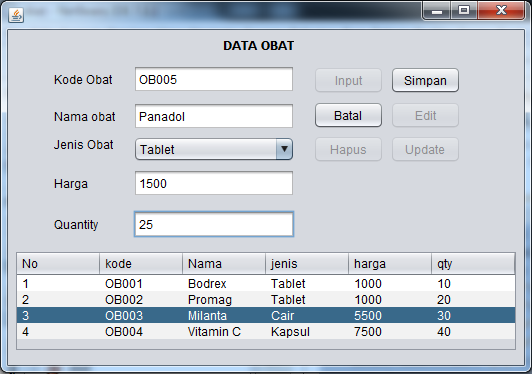 DATA OBAT
Kode Obat OB005 Input Simpan
Nama obat Panadol Batal Edit
Jenis Obat Tablet Hapus Update
Harga 1500
Quantity 25
No kode Nama jenis harga qty
1 OB001 Bodrex Tablet 1000 10
2 OB002 Promag Tablet 1000 20
3 OB003 Milanta Cair 5500 30
4 OB004 Vitamin C Kapsul 7500 40